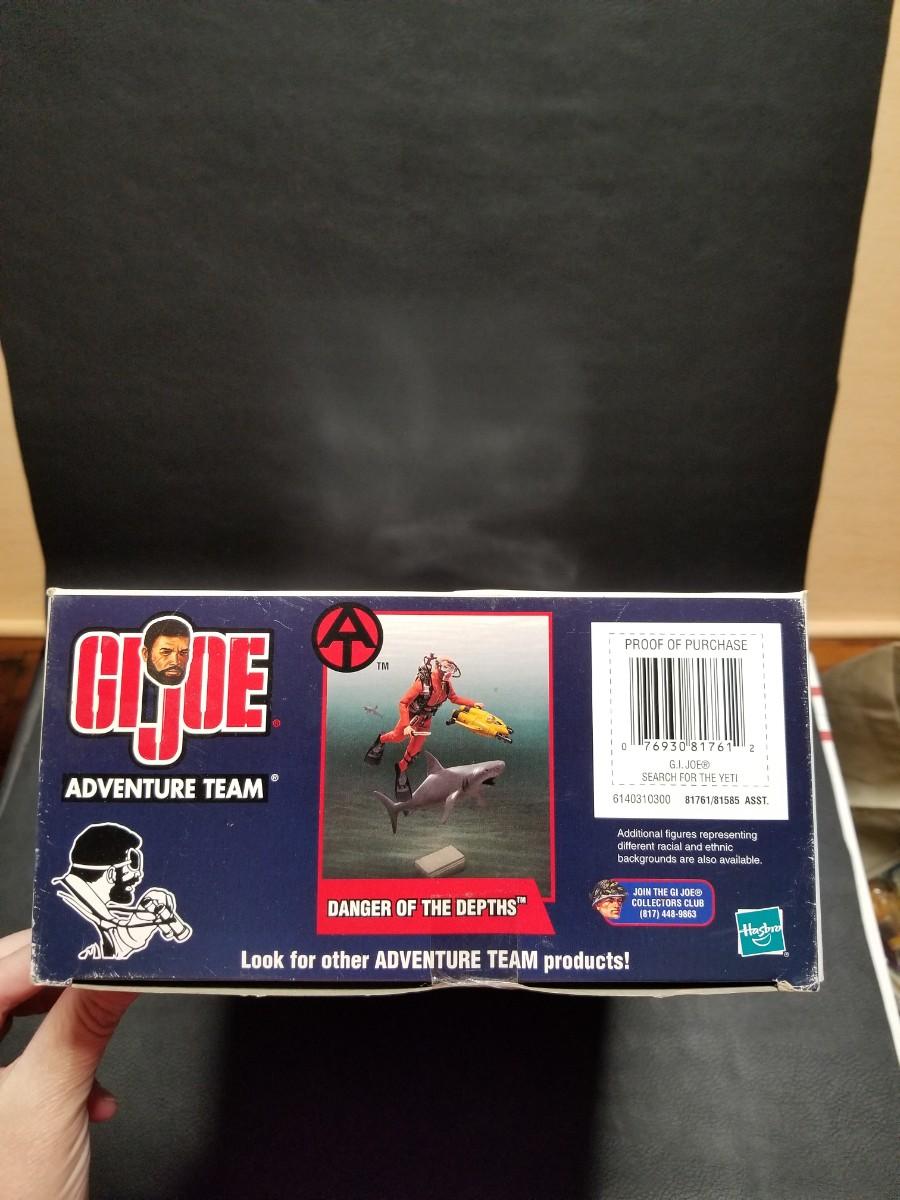 GI JOE®
ADVENTURE TEAM®
AT™
DANGER OF THE DEPTHS™
Look for other ADVENTURE TEAM products!
PROOF OF PURCHASE
0 76930 81761 2
G.I. JOE®
SEARCH FOR THE YETI
6140310300 81761/81585 ASST.
Additional figures representing
different racial and ethnic
backgrounds are also available.
JOIN THE GI JOE®
COLLECTORS CLUB
(817) 448-9863
Hasbro®